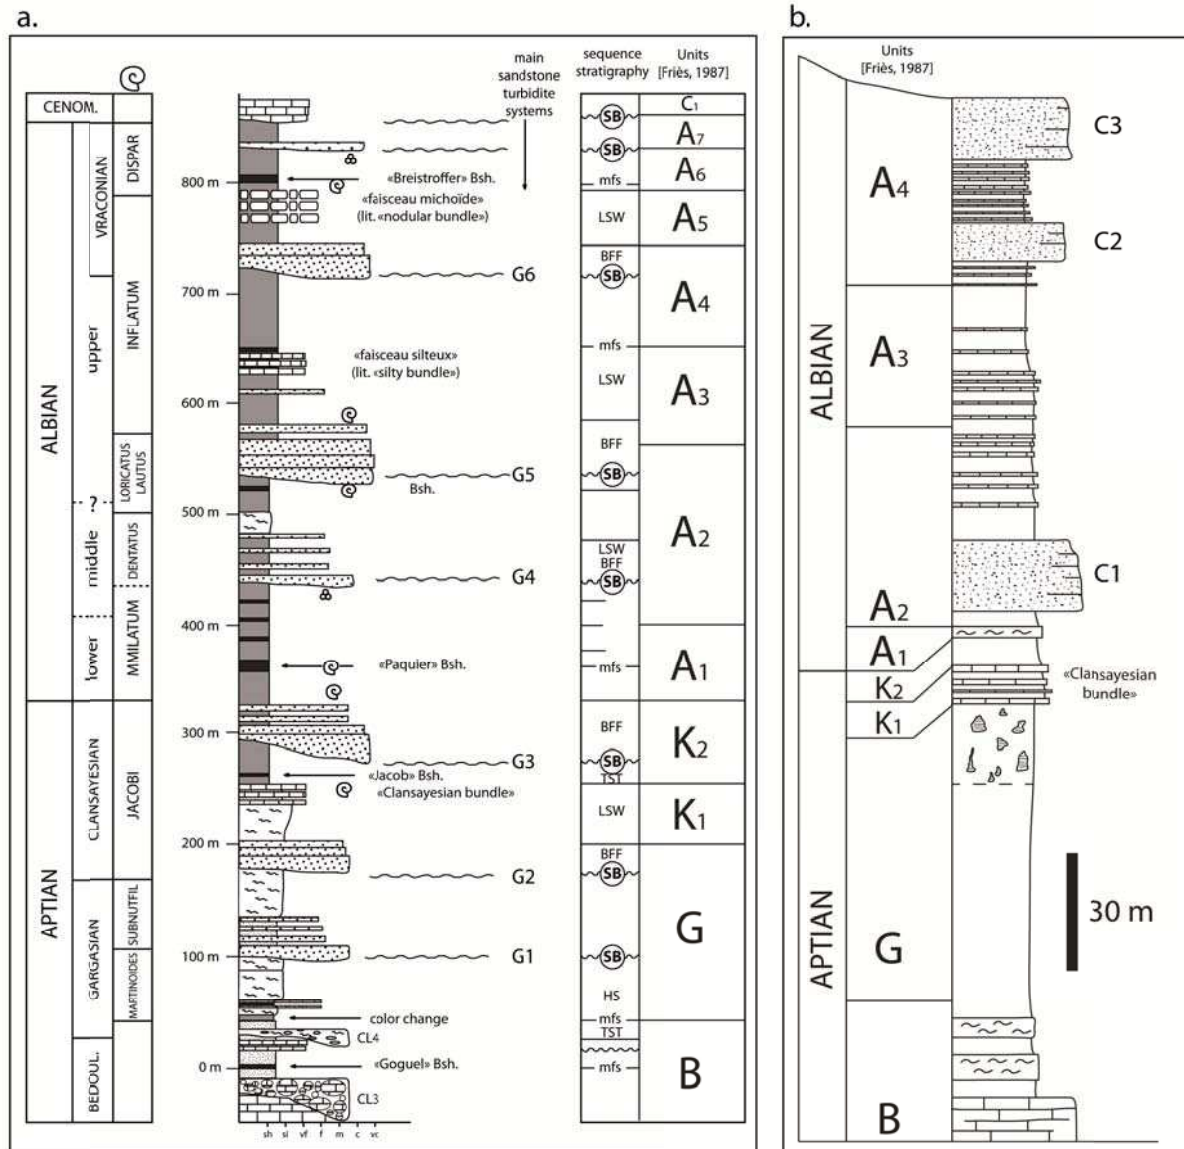 a.
main
sandstone
turbidite
systems
sequence
stratigraphy
Units
[Friès, 1987]
CENOM.
ALBIAN
APTIAN
VRACONIAN
upper
?
middle
lower
CLANSAYESIAN
GARGASIAN
BEDOUL.
DISPAR
INFLATUM
LORICATUS
LAUTUS
DENTATUS
MMILATUM
JACOBI
SUBNUTFIL
MARTINOIDES
800 m
700 m
600 m
500 m
400 m
300 m
200 m
100 m
0 m
«Breistroffer» Bsh.
«faisceau michoïde»
(lit. «nodular bundle»)
G6
«faisceau silteux»
(lit. «silty bundle»)
G5
Bsh.
G4
«Paquier» Bsh.
G3
«Jacob» Bsh.
«Clansayesian bundle»
G2
G1
color change
CL4
«Goguel» Bsh.
CL3
sh si vf f m c vc
SB
SB
mfs
LSW
BFF
SB
mfs
LSW
BFF
SB
LSW
BFF
SB
mfs
BFF
SB
TST
LSW
BFF
SB
SB
HS
mfs
TST
mfs
C1
A7
A6
A5
A4
A3
A2
A1
K2
K1
G
B
b.
Units
[Friès, 1987]
ALBIAN
APTIAN
A4
A3
A2
A1
K2
K1
G
B
C3
C2
C1
«Clansayesian
bundle»
30 m